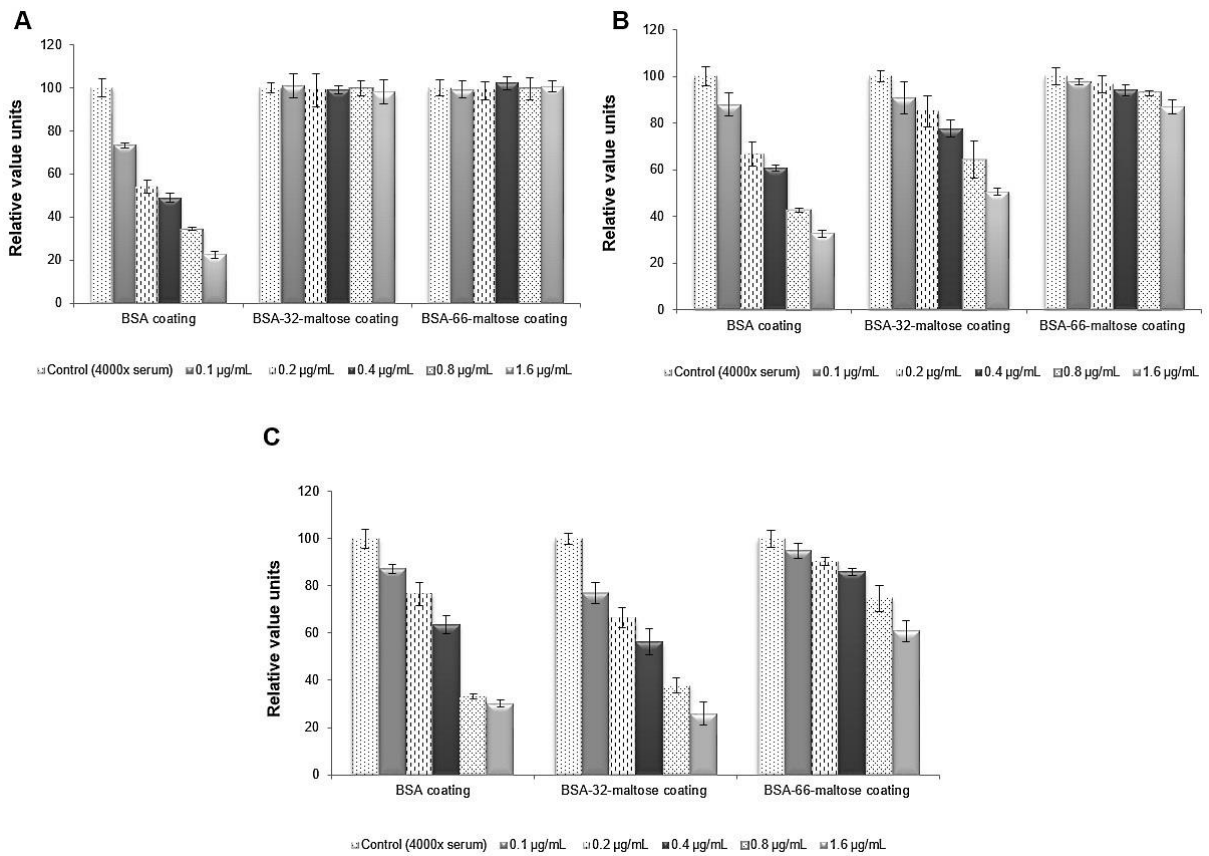 A
Relative value units
120
100
80
60
40
20
0
BSA coating BSA-32-maltose coating BSA-66-maltose coating
Control (4000x serum) 0.1 µg/mL 0.2 µg/mL 0.4 µg/mL 0.8 µg/mL 1.6 µg/mL
B
Relative value units
120
100
80
60
40
20
0
BSA coating BSA-32-maltose coating BSA-66-maltose coating
Control (4000x serum) 0.1 µg/mL 0.2 µg/mL 0.4 µg/mL 0.8 µg/mL 1.6 µg/mL
C
Relative value units
120
100
80
60
40
20
0
BSA coating BSA-32-maltose coating BSA-66-maltose coating
Control (4000x serum) 0.1 µg/mL 0.2 µg/mL 0.4 µg/mL 0.8 µg/mL 1.6 µg/mL